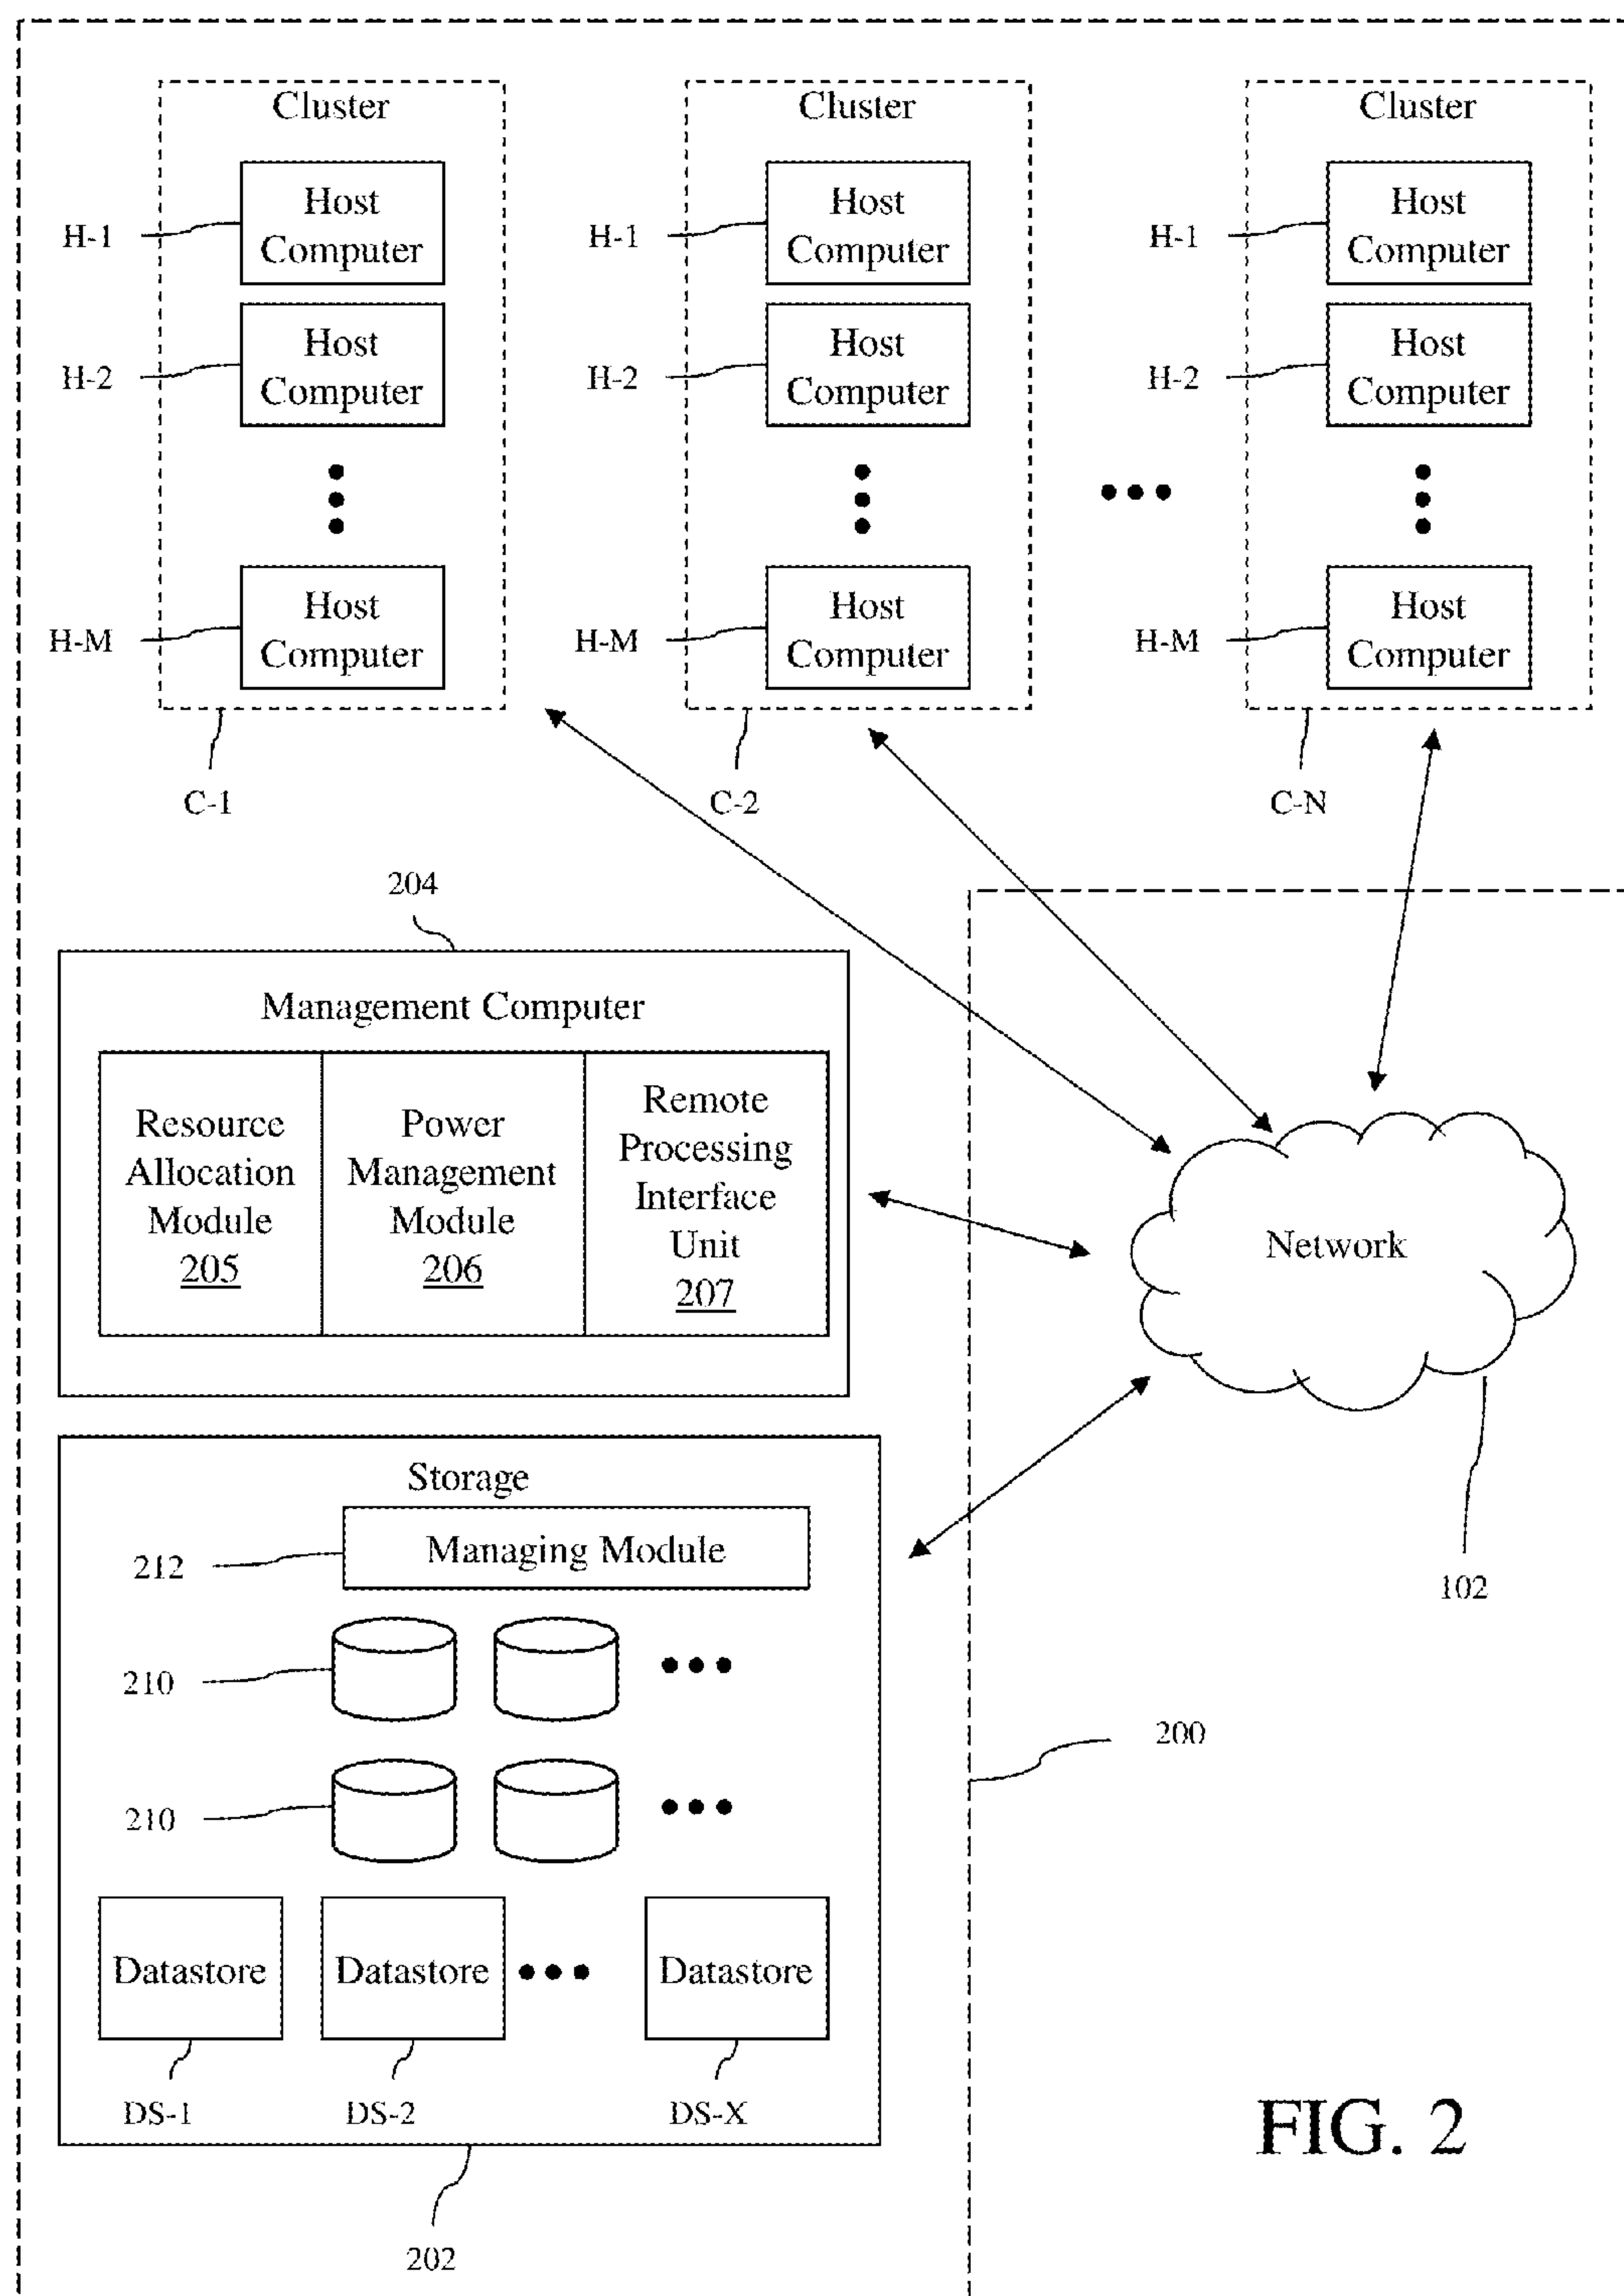 Cluster
Host
Computer
H-1
Host
Computer
H-2
Host
Computer
H-M
C-1
Cluster
Host
Computer
H-1
Host
Computer
H-2
Host
Computer
H-M
C-2
Cluster
Host
Computer
H-1
Host
Computer
H-2
Host
Computer
H-M
C-N
204
Management Computer
Resource
Allocation
Module
205
Power
Management
Module
206
Remote
Processing
Interface
Unit
207
Network
102
Storage
Managing Module
212
210
210
200
Datastore
Datastore
Datastore
DS-1
DS-2
DS-X
202
FIG. 2